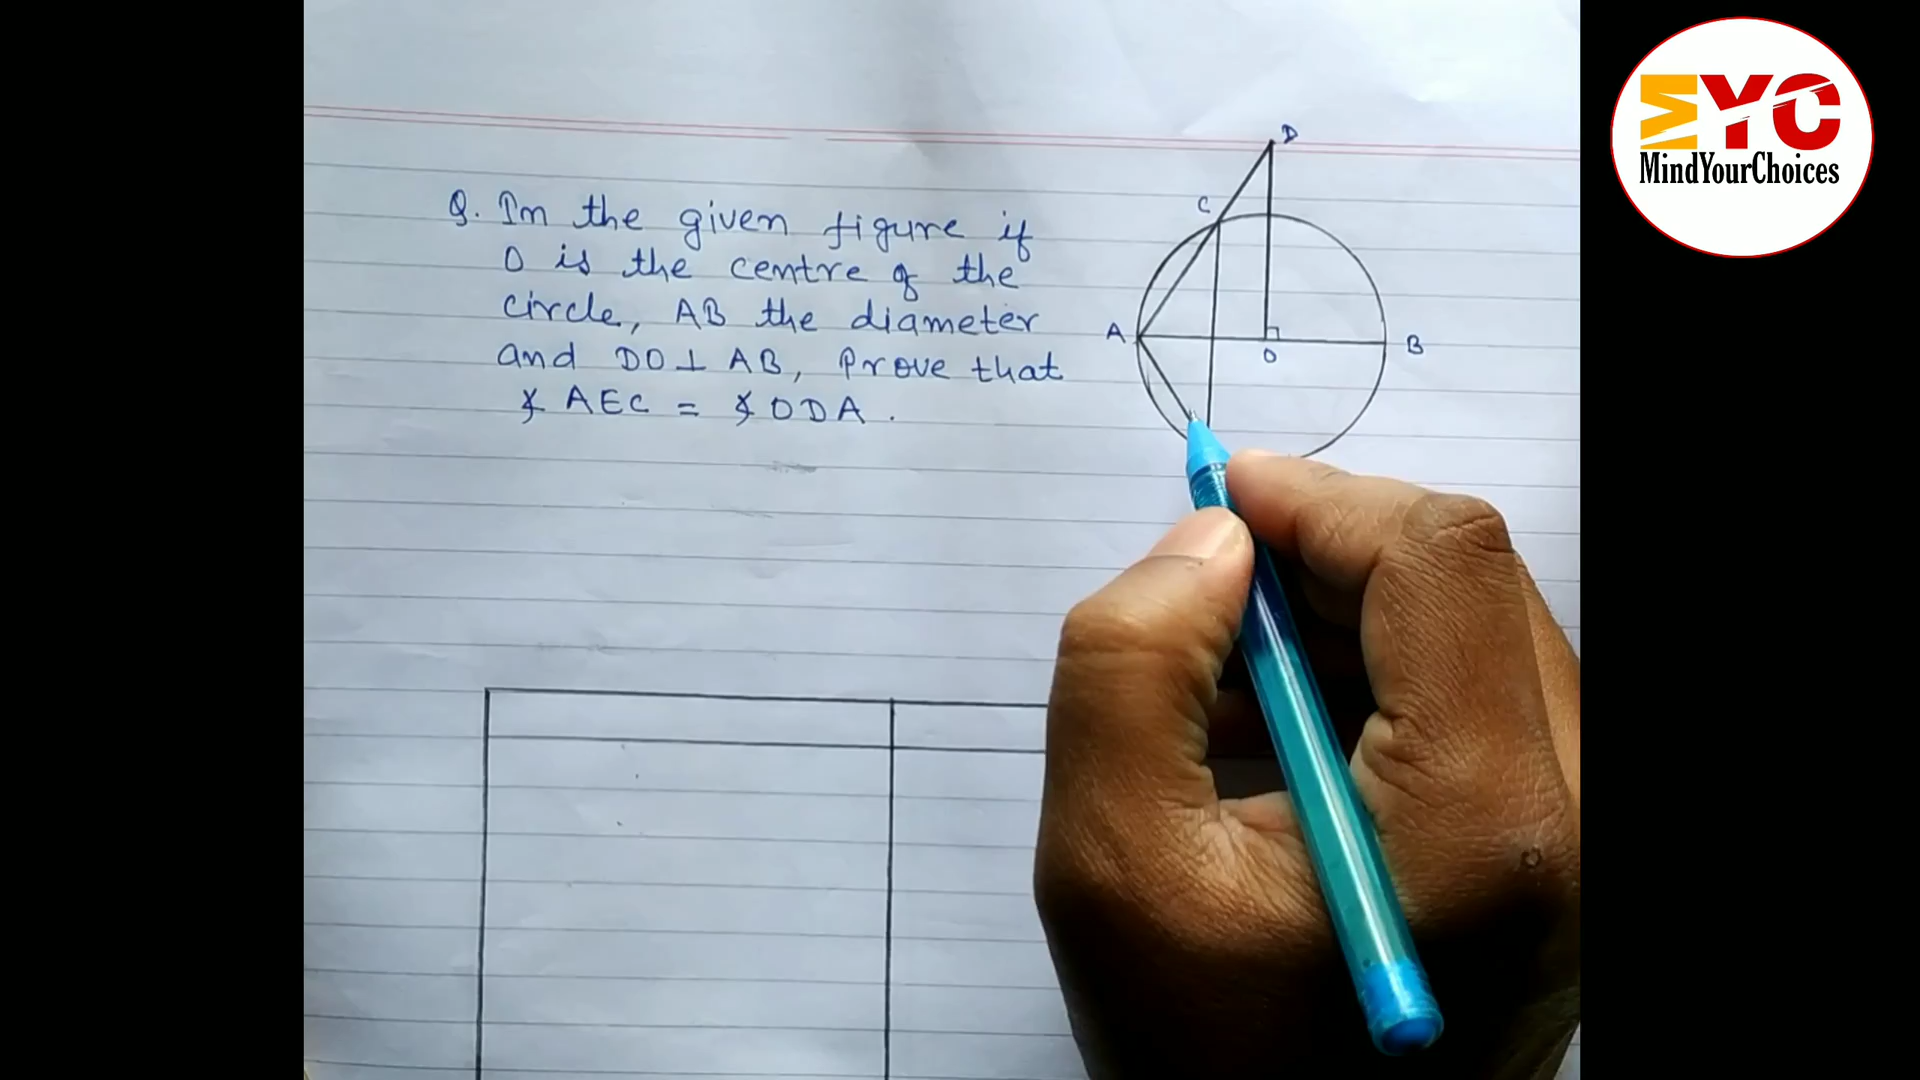 Q. In the given figure if
O is the centre of the
circle, AB the diameter
and DO ⊥ AB, Prove that
∡ AEC = ∡ ODA .
D
C
A
O
B
MYC
MindYourChoices